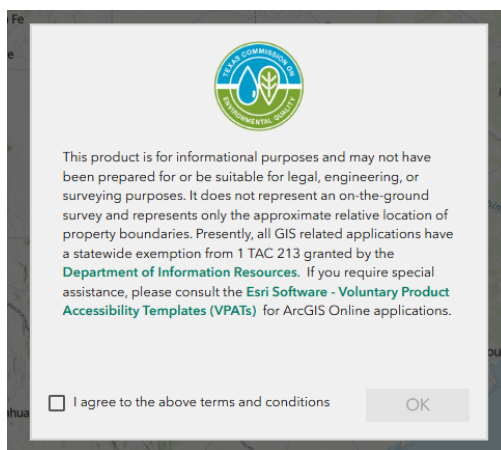 Fe
e
TEXAS COMMISSION ON
ENVIRONMENTAL QUALITY
This product is for informational purposes and may not have
been prepared for or be suitable for legal, engineering, or
surveying purposes. It does not represent an on-the-ground
survey and represents only the approximate relative location of
property boundaries. Presently, all GIS related applications have
a statewide exemption from 1 TAC 213 granted by the
Department of Information Resources. If you require special
assistance, please consult the Esri Software - Voluntary Product
Accessibility Templates (VPATs) for ArcGIS Online applications.
I agree to the above terms and conditions
OK
hua
ou